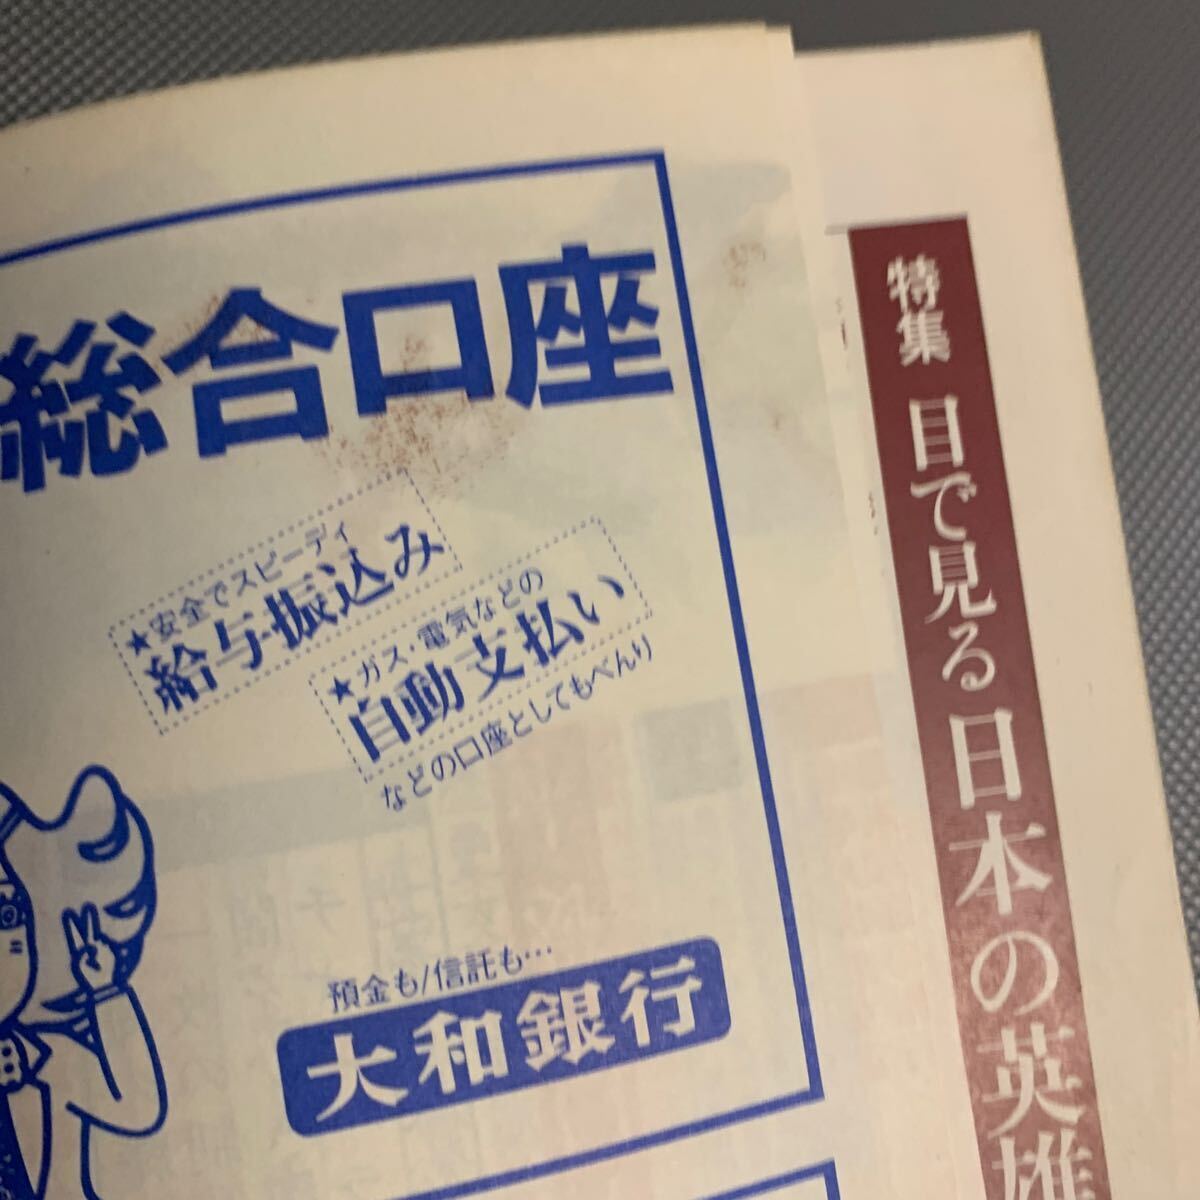 総合口座
★安全でスピーディ
給与振込み
★ガス・電気などの
自動支払い
などの口座としてもべんり
預金も/信託も…
大和銀行
特集 目で見る日本の英雄